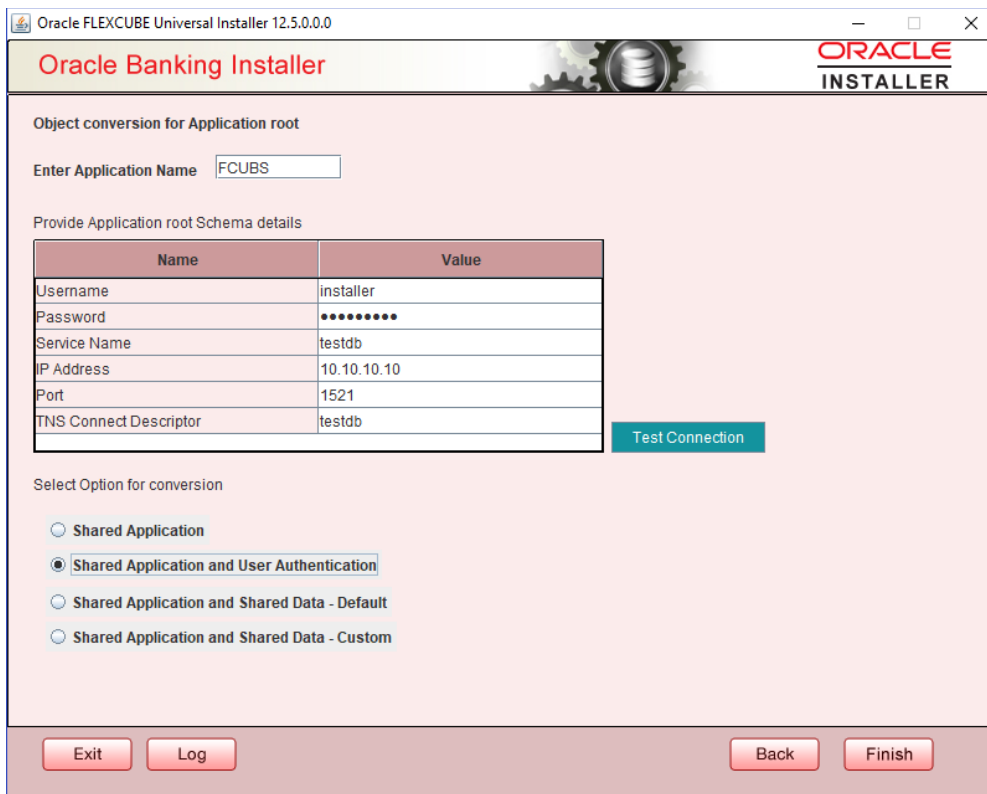 Oracle FLEXCUBE Universal Installer 12.5.0.0.0
Oracle Banking Installer
ORACLE
INSTALLER
Object conversion for Application root
Enter Application Name FCUBS
Provide Application root Schema details
Name Value
Username installer
Password •••••••••
Service Name testdb
IP Address 10.10.10.10
Port 1521
TNS Connect Descriptor testdb
Test Connection
Select Option for conversion
Shared Application
Shared Application and User Authentication
Shared Application and Shared Data - Default
Shared Application and Shared Data - Custom
Exit Log Back Finish